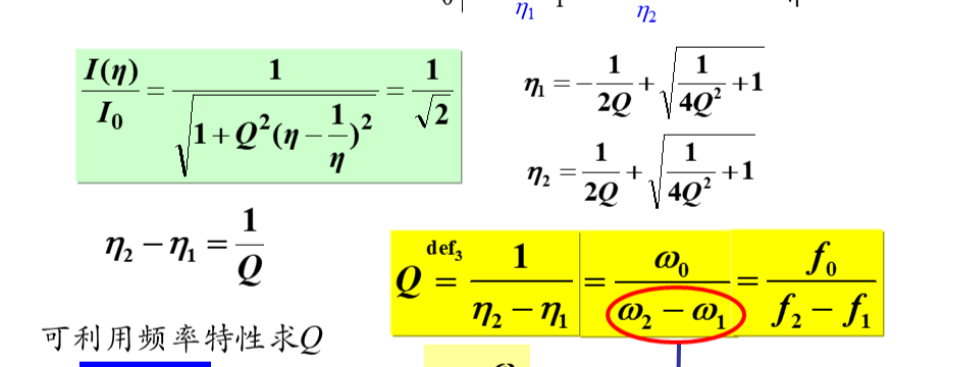 η₁ η₂
I(η)/I₀ = 1/√(1+Q²(η−1/η)²) = 1/√2
η₁ = −1/2Q + √(1/4Q² +1)
η₂ = 1/2Q + √(1/4Q² +1)
η₂ − η₁ = 1/Q
Q =^{def₃} 1/(η₂ − η₁) = ω₀/(ω₂ − ω₁) = f₀/(f₂ − f₁)
可利用频率特性求Q